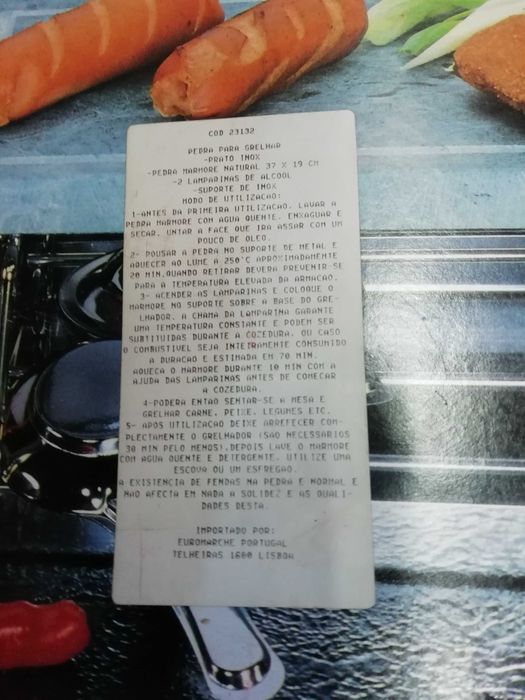 COD 23132
PEDRA PARA GRELHAR
-PRATO INOX
-PEDRA MARMORE NATURAL 37 X 19 CM
-2 LAMPARINAS DE ALCOOL
-SUPORTE DE INOX
MODO DE UTILIZACAO:
1-ANTES DA PRIMEIRA UTILIZACAO, LAVAR A
PEDRA MARMORE COM AGUA QUENTE, ENXAGUAR E
SECAR. UNTAR A FACE QUE IRA ASSAR COM UM
POUCO DE OLEO.
2- POUSAR A PEDRA NO SUPORTE DE METAL E
AQUECER AO LUME A 250°C APROXIMADAMENTE
20 MIN.QUANDO RETIRAR DEVERA PREVENIR-SE
PARA A TEMPERATURA ELEVADA DA ARMACAO.
3- ACENDER AS LAMPARINAS E COLOQUE O
MARMORE NO SUPORTE SOBRE A BASE DO GRE-
LHADOR. A CHAMA DA LAMPARINA GARANTE
UMA TEMPERATURA CONSTANTE E PODEM SER
SUBSTITUIDAS DURANTE A COZEDURA. OU CASO
O COMBUSTIVEL SEJA INTEIRAMENTE CONSUMIDO
A DURACAO E ESTIMADA EM 70 MIN.
AQUECA O MARMORE DURANTE 10 MIN COM A
AJUDA DAS LAMPARINAS ANTES DE COMECAR
A COZEDURA.
4-PODERA ENTAO SENTAR-SE A MESA E
GRELHAR CARNE, PEIXE, LEGUMES ETC.
5- APOS UTILIZACAO DEIXE ARREFECER COM-
PLECTAMENTE O GRELHADOR (SAO NECESSARIOS
30 MIN PELO MENOS).DEPOIS LAVE O MARMORE
COM AGUA QUENTE E DETERGENTE. UTILIZE UMA
ESCOVA OU UM ESFREGAO.
A EXISTENCIA DE FENDAS NA PEDRA E NORMAL E
NAO AFECTA EM NADA A SOLIDEZ E AS QUALI-
DADES DESTA.
IMPORTADO POR:
EUROMARCHE PORTUGAL
TELHEIRAS 1600 LISBOA